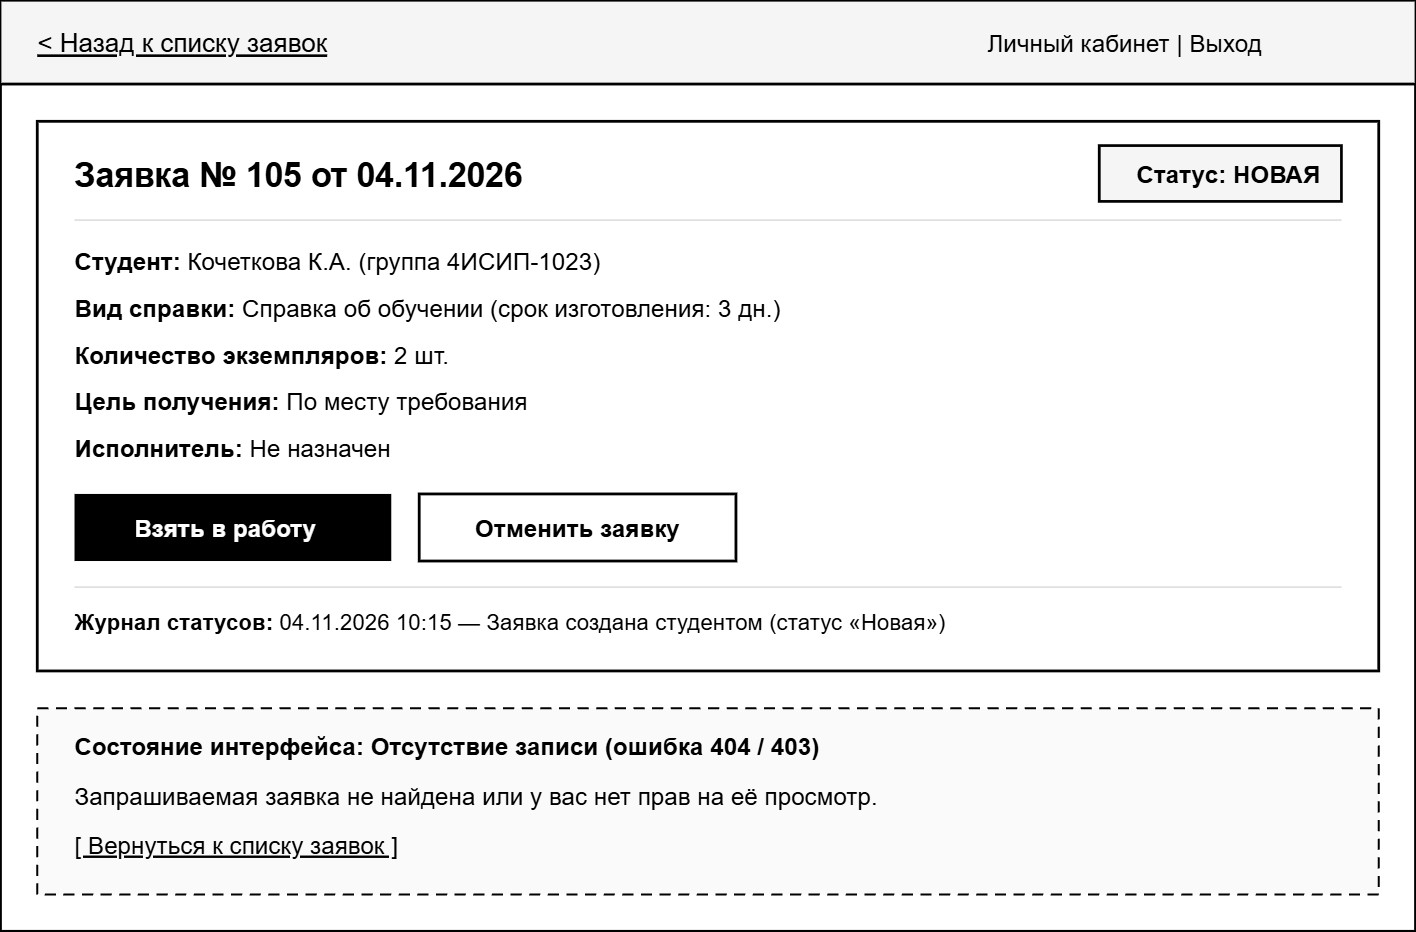 < Назад к списку заявок
Личный кабинет | Выход
Заявка № 105 от 04.11.2026
Статус: НОВАЯ
Студент: Кочеткова К.А. (группа 4ИСИП-1023)
Вид справки: Справка об обучении (срок изготовления: 3 дн.)
Количество экземпляров: 2 шт.
Цель получения: По месту требования
Исполнитель: Не назначен
Взять в работу
Отменить заявку
Журнал статусов: 04.11.2026 10:15 — Заявка создана студентом (статус «Новая»)
Состояние интерфейса: Отсутствие записи (ошибка 404 / 403)
Запрашиваемая заявка не найдена или у вас нет прав на её просмотр.
[ Вернуться к списку заявок ]